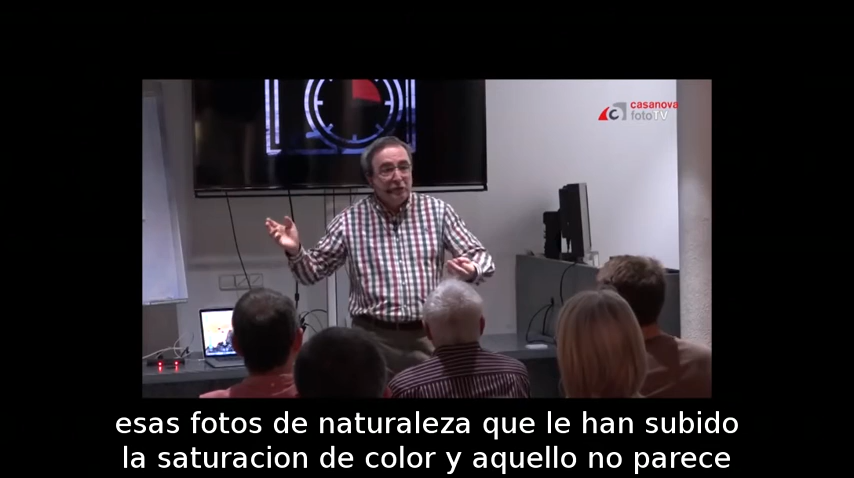 casanova
fotoTV
esas fotos de naturaleza que le han subido
la saturacion de color y aquello no parece